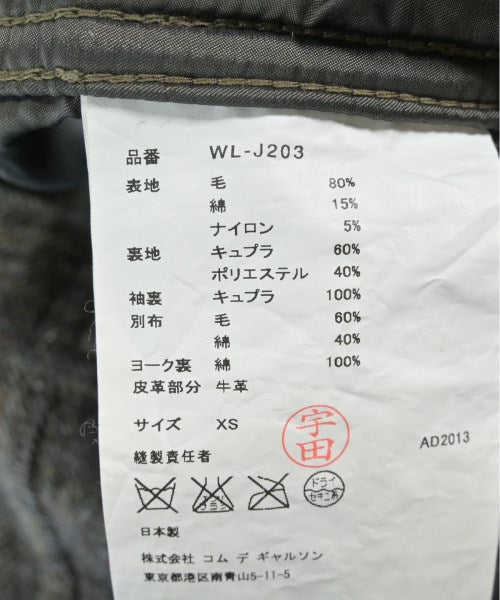 品番 WL-J203
表地 毛 80%
綿 15%
ナイロン 5%
裏地 キュプラ 60%
ポリエステル 40%
袖裏 キュプラ 100%
別布 毛 60%
綿 40%
ヨーク裏 綿 100%
皮革部分 牛革
サイズ XS
宇田
AD2013
縫製責任者
ドライ
セキユ系
日本製
株式会社 コム デ ギャルソン
東京都港区南青山5-11-5